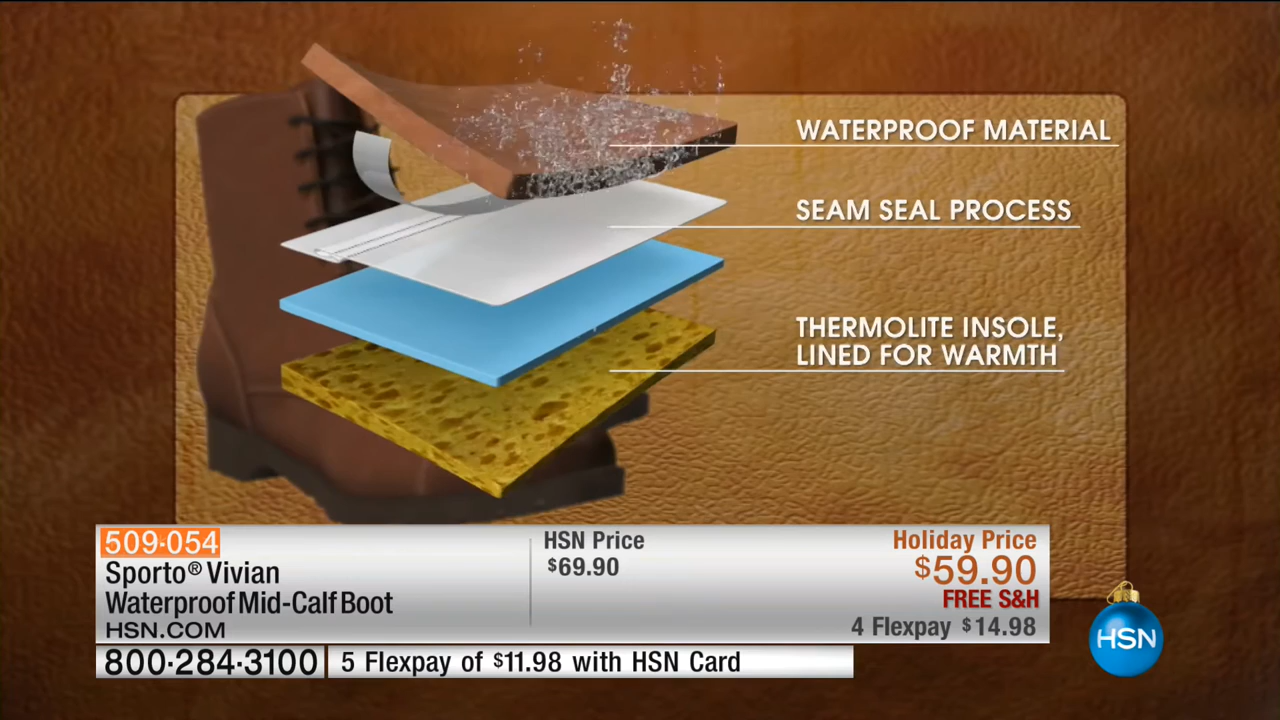 WATERPROOF MATERIAL
SEAM SEAL PROCESS
THERMOLITE INSOLE,
LINED FOR WARMTH
509·054
Sporto® Vivian
Waterproof Mid-Calf Boot
HSN.COM
HSN Price
$69.90
Holiday Price
$59.90
FREE S&H
4 Flexpay $14.98
HSN
800·284·3100
5 Flexpay of $11.98 with HSN Card